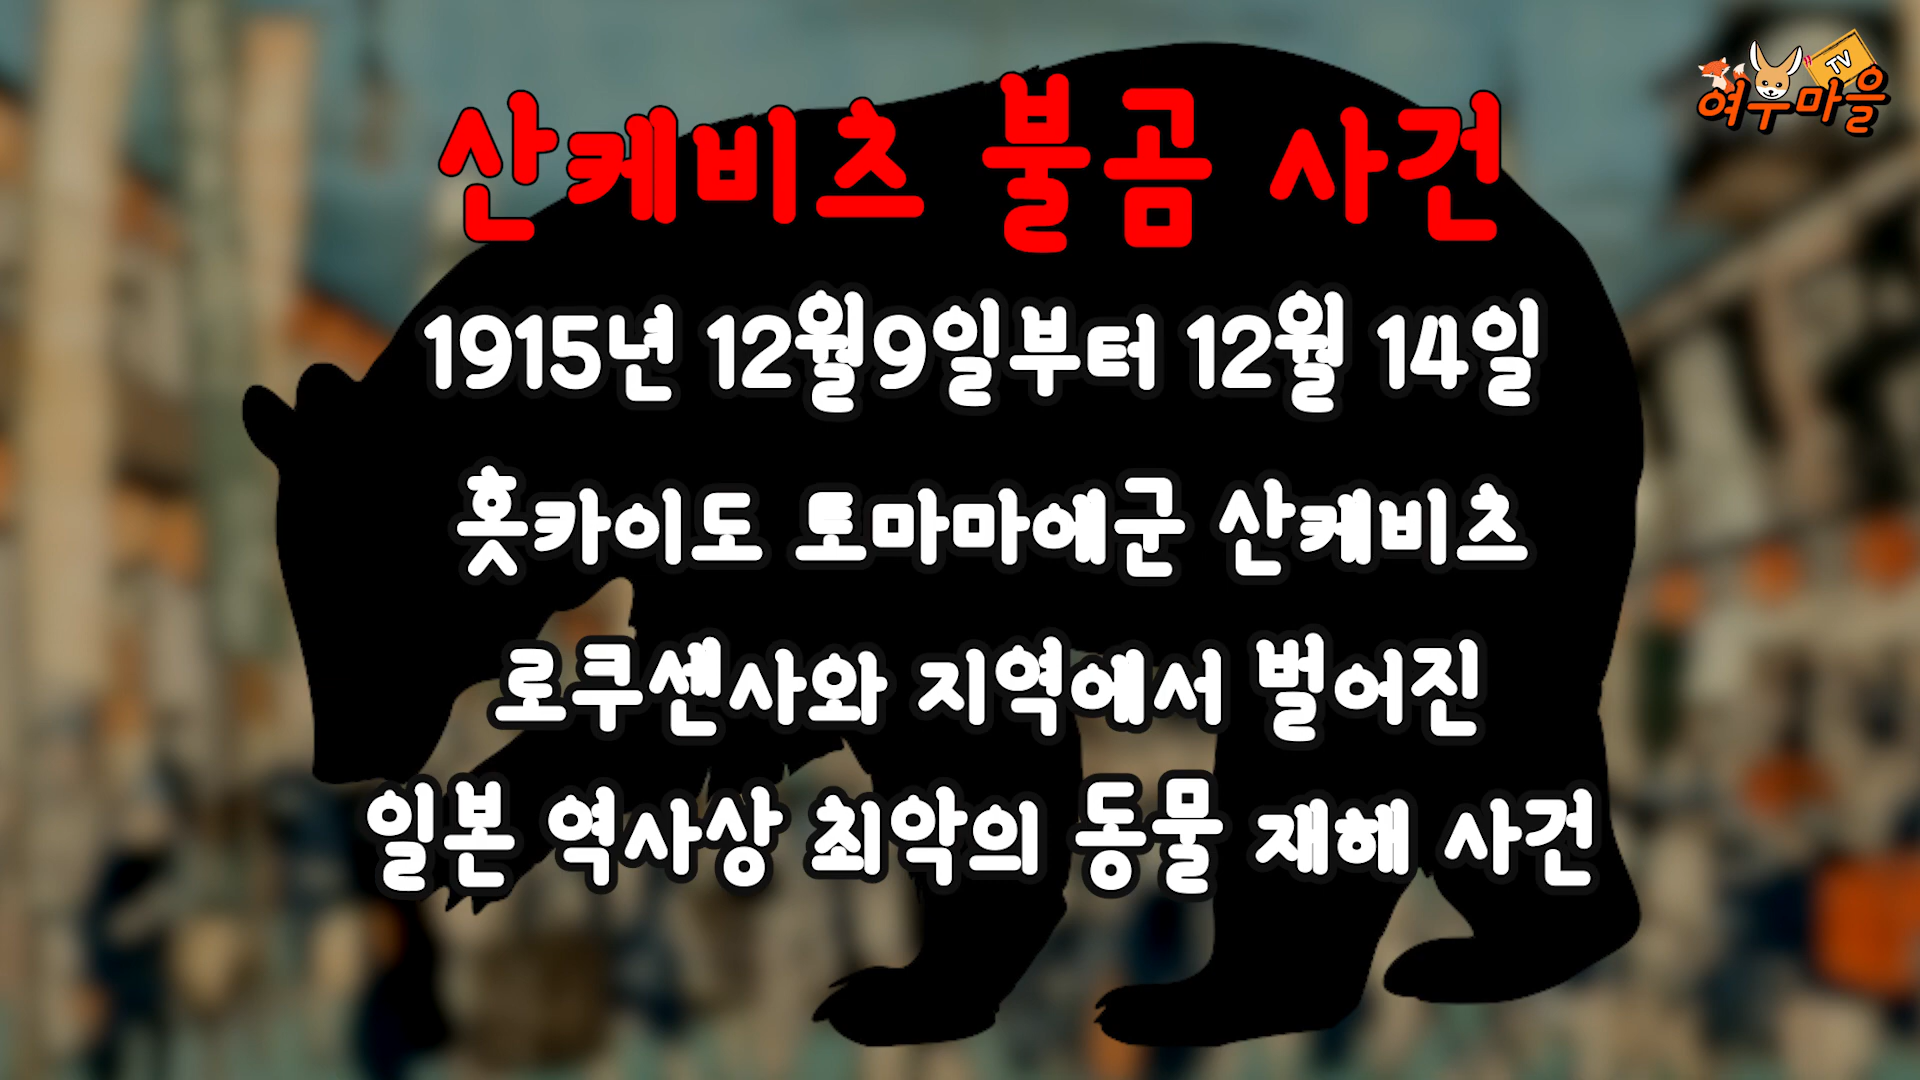 TV
여우마을
산케비츠 불곰 사건
1915년 12월9일부터 12월 14일
홋카이도 토마마에군 산케비츠
로쿠센사와 지역에서 벌어진
일본 역사상 최악의 동물 재해 사건